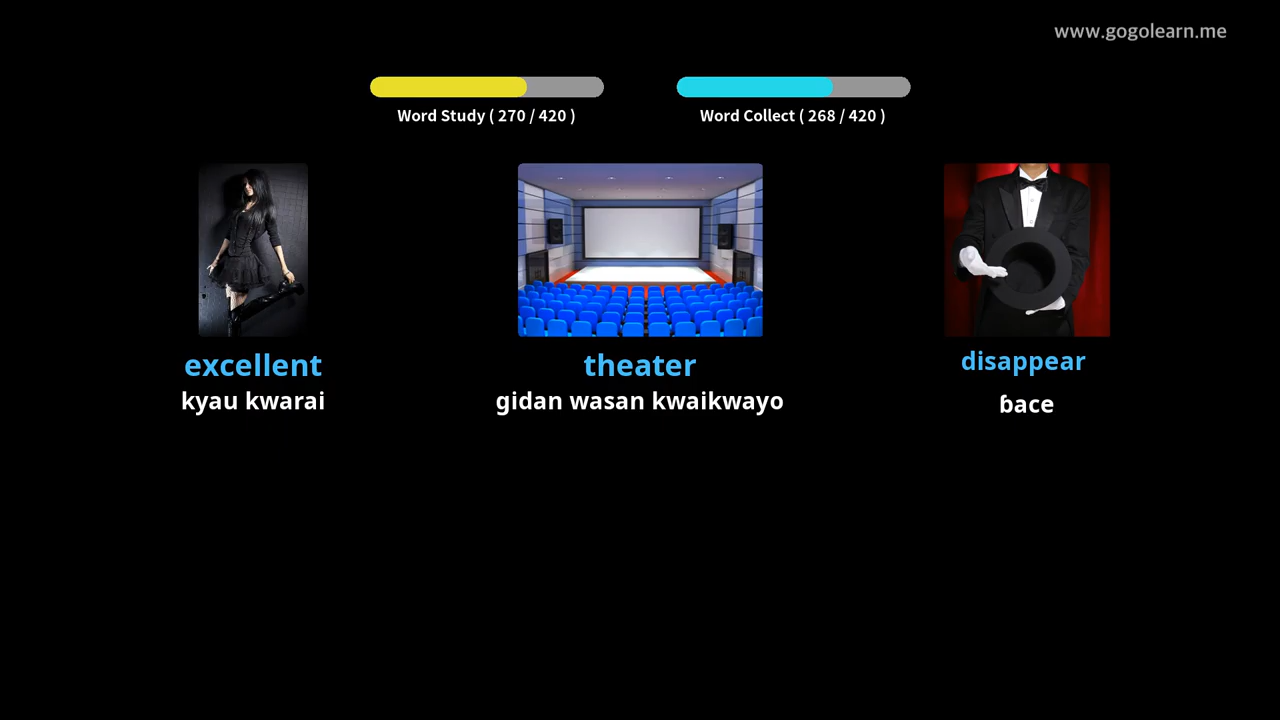 www.gogolearn.me
Word Study ( 270 / 420 )
Word Collect ( 268 / 420 )
excellent
kyau kwarai
theater
gidan wasan kwaikwayo
disappear
ɓace